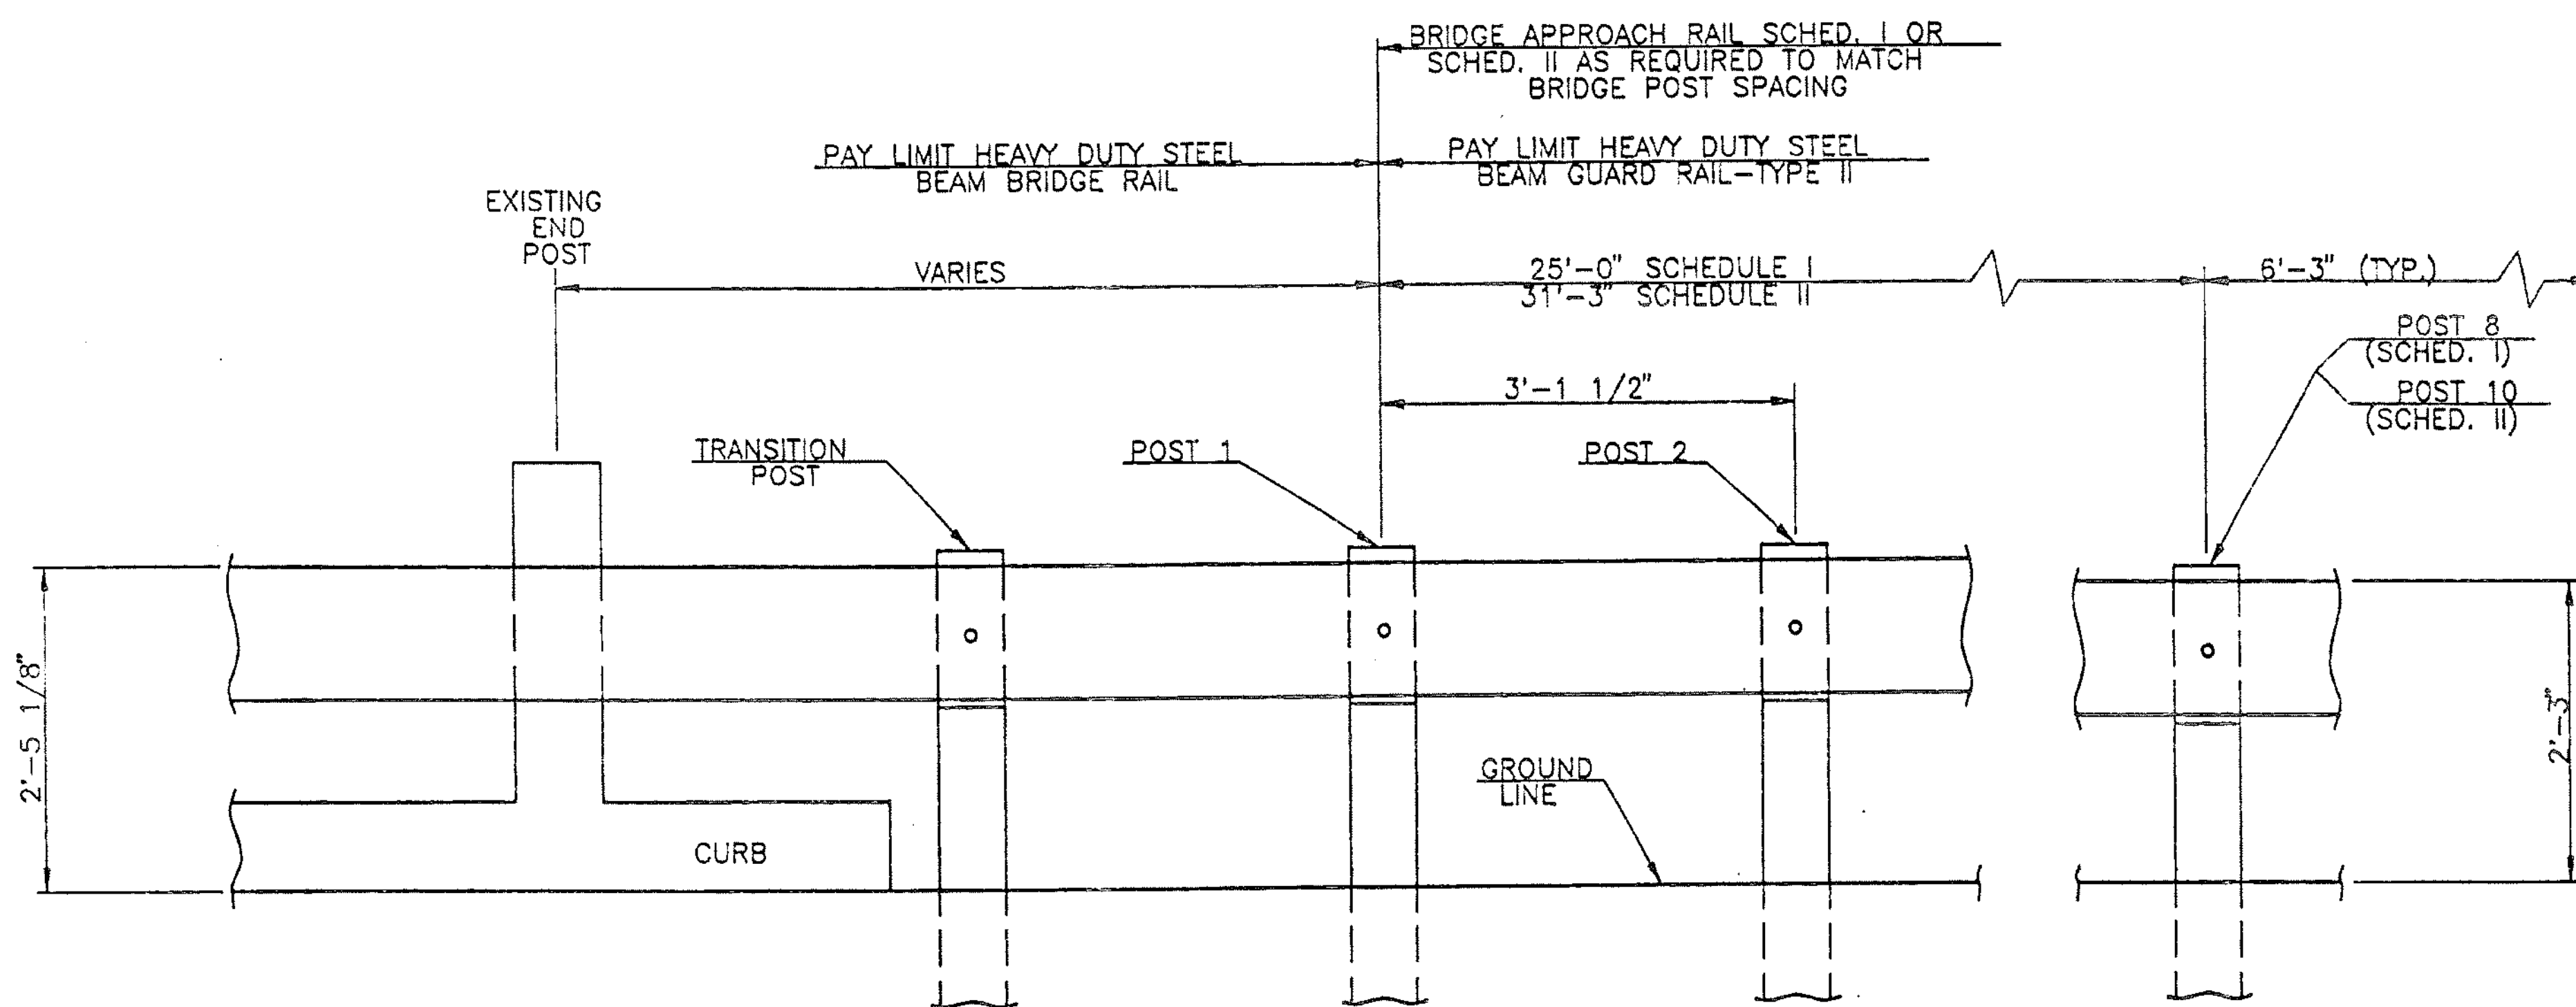 BRIDGE APPROACH RAIL SCHED. I OR
SCHED. II AS REQUIRED TO MATCH
BRIDGE POST SPACING
PAY LIMIT HEAVY DUTY STEEL
BEAM BRIDGE RAIL
PAY LIMIT HEAVY DUTY STEEL
BEAM GUARD RAIL-TYPE II
EXISTING
END
POST
VARIES
25'-0" SCHEDULE I
31'-3" SCHEDULE II
6'-3" (TYP.)
POST 8
(SCHED. I)
POST 10
(SCHED. II)
3'-1 1/2"
TRANSITION
POST
POST 1
POST 2
2'-5 1/8"
GROUND
LINE
CURB
2'-3"